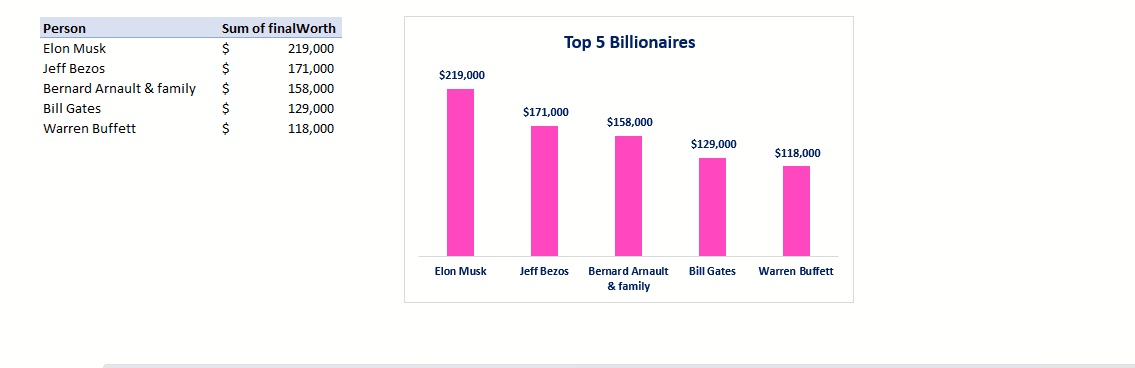 Person Sum of finalWorth
Elon Musk $ 219,000
Jeff Bezos $ 171,000
Bernard Arnault & family $ 158,000
Bill Gates $ 129,000
Warren Buffett $ 118,000
Top 5 Billionaires
$219,000
$171,000
$158,000
$129,000
$118,000
Elon Musk Jeff Bezos Bernard Arnault Bill Gates Warren Buffett
& family